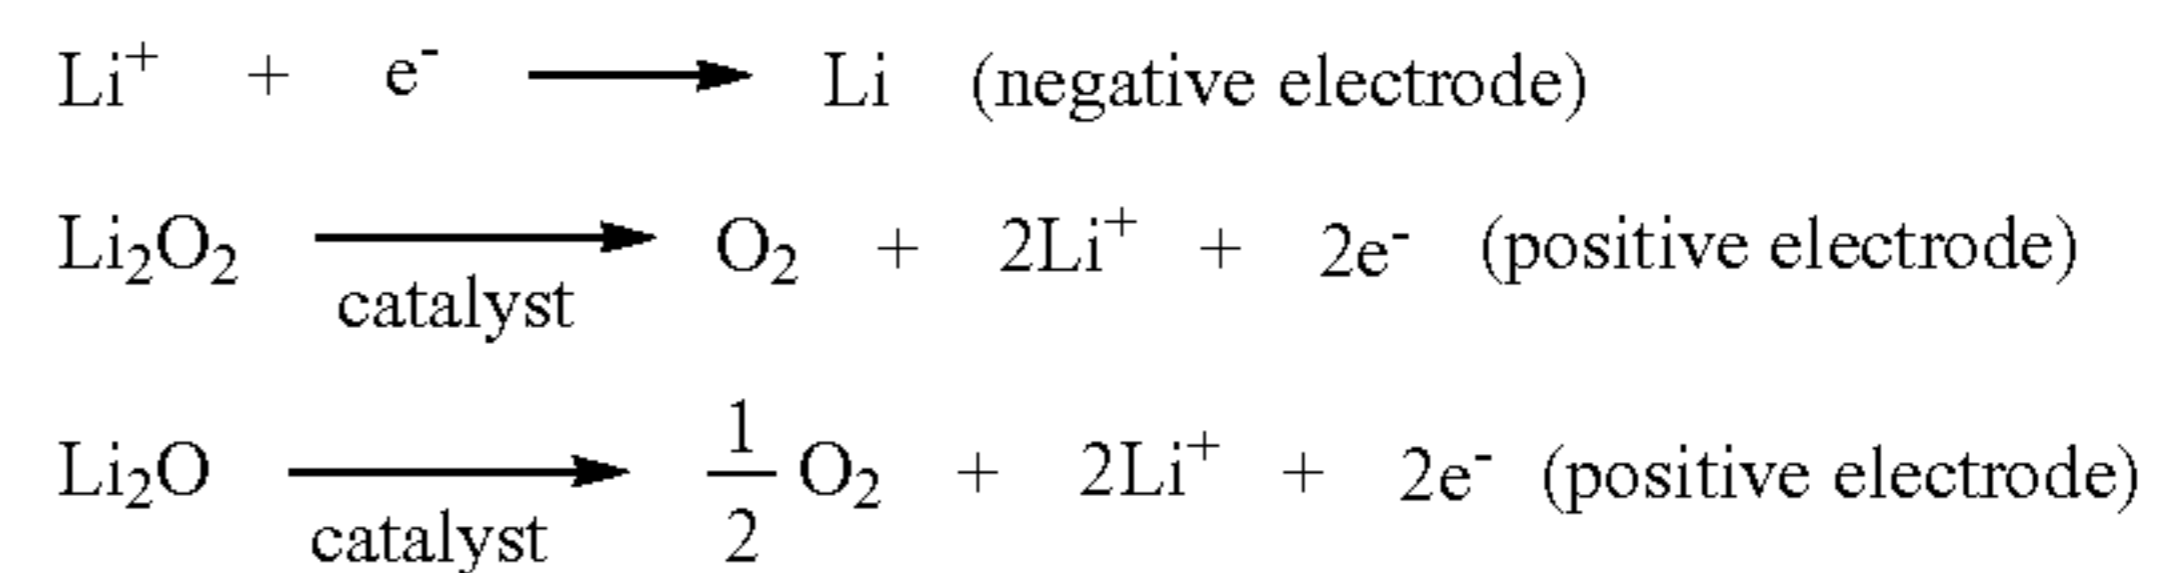 Li⁺ + e⁻ ⟶ Li (negative electrode)
Li₂O₂ ⟶ O₂ + 2Li⁺ + 2e⁻ (positive electrode)
catalyst
Li₂O ⟶ 1/2 O₂ + 2Li⁺ + 2e⁻ (positive electrode)
catalyst